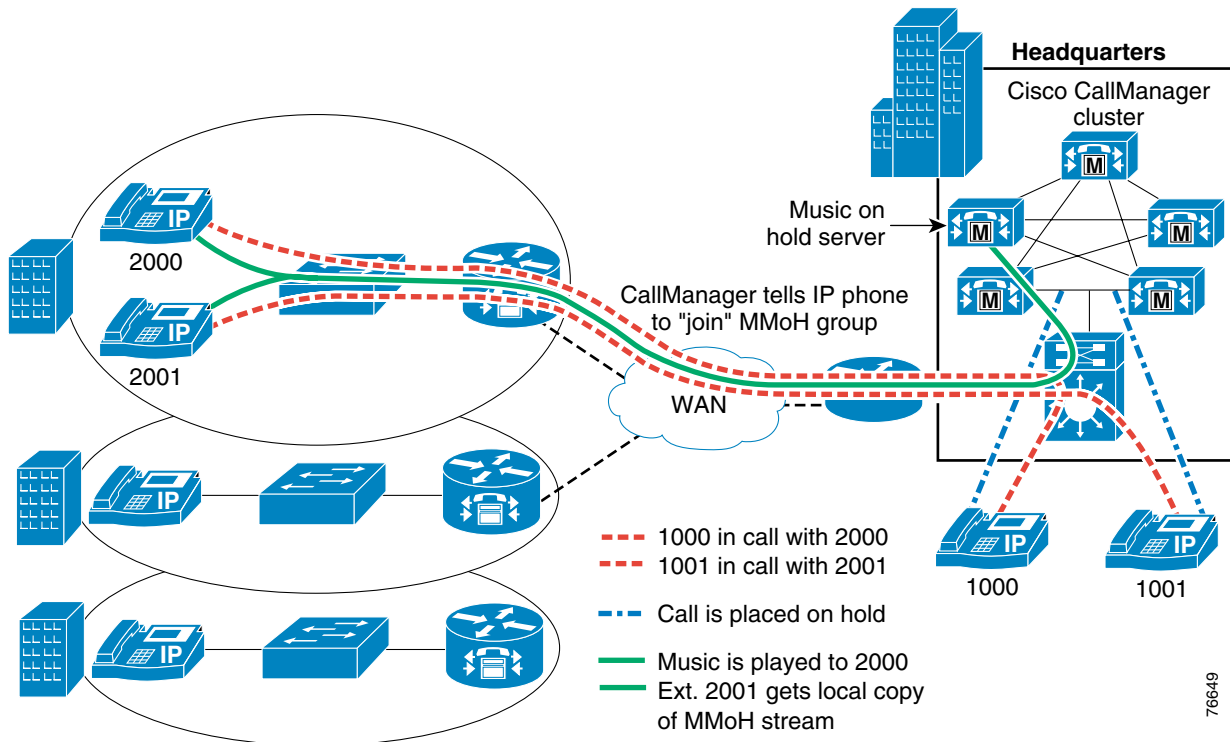 Headquarters
Cisco CallManager
cluster
M
Music on
hold server
M
M
M
M
IP
2000
IP
2001
CallManager tells IP phone
to "join" MMoH group
WAN
IP
IP
IP
1000
IP
1001
1000 in call with 2000
1001 in call with 2001
Call is placed on hold
Music is played to 2000
Ext. 2001 gets local copy
of MMoH stream
76649